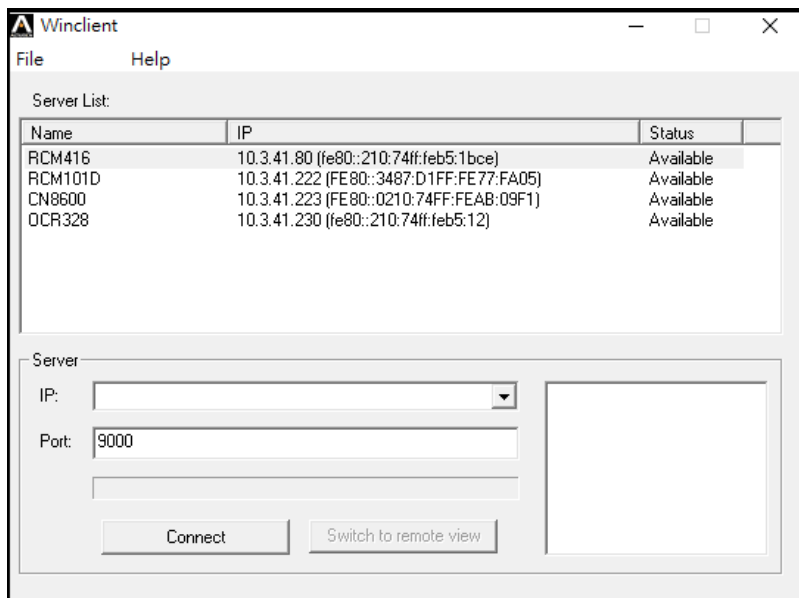 Winclient
File Help
Server List:
Name IP Status
RCM416 10.3.41.80 (fe80::210:74ff:feb5:1bce) Available
RCM101D 10.3.41.222 (FE80::3487:D1FF:FE77:FA05) Available
CN8600 10.3.41.223 (FE80::0210:74FF:FEAB:09F1) Available
OCR328 10.3.41.230 (fe80::210:74ff:feb5:12) Available
Server
IP:
Port: 9000
Connect Switch to remote view